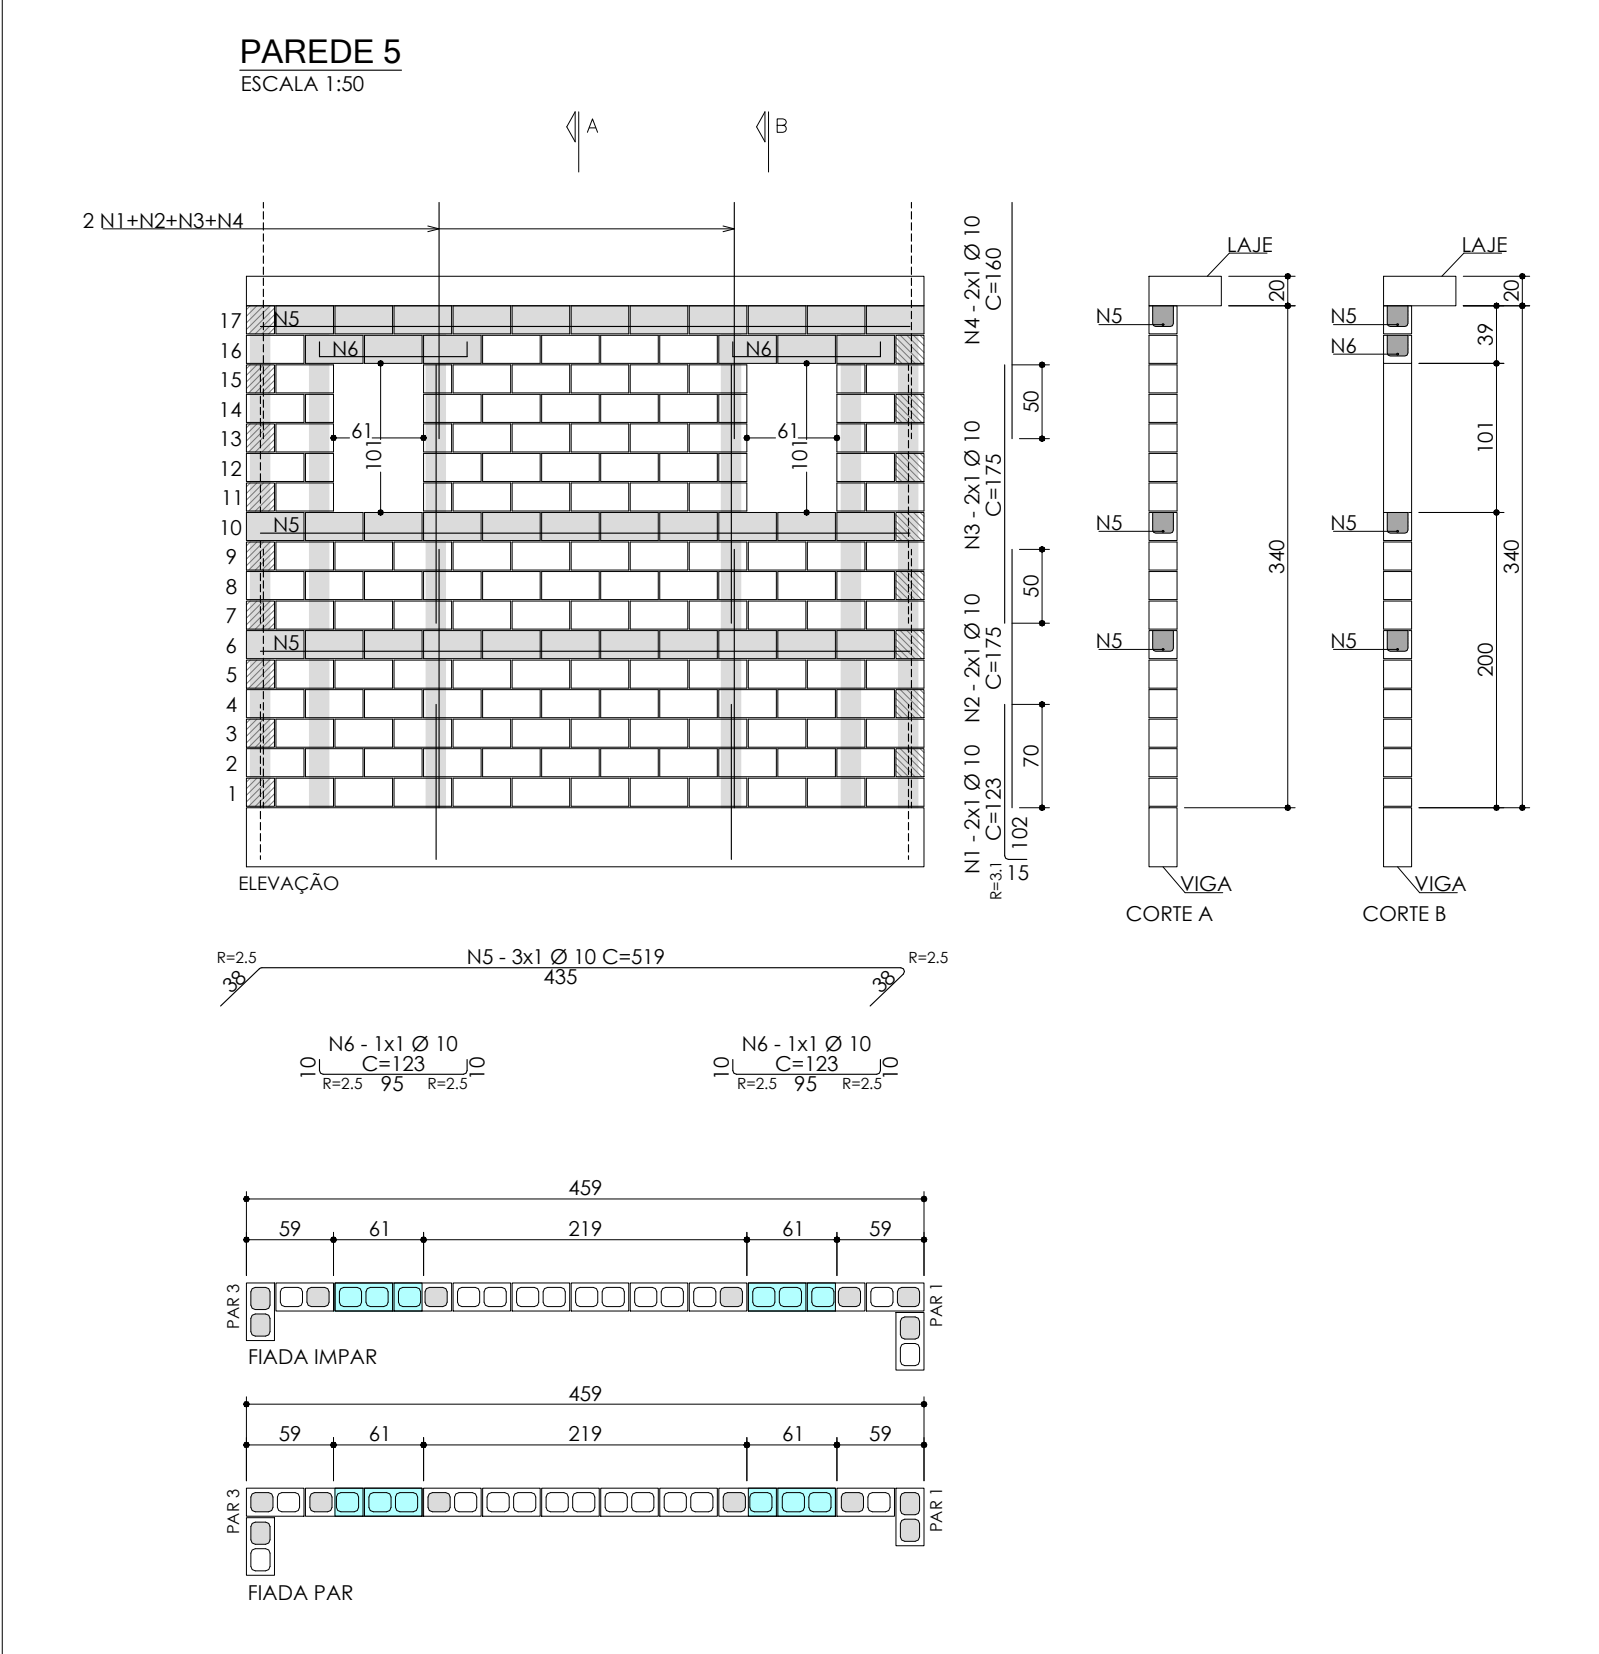 PAREDE 5
ESCALA 1:50
A
B
2 N1+N2+N3+N4
17
16
15
14
13
12
11
10
9
8
7
6
5
4
3
2
1
N5
N6
N6
61
101
61
101
N5
N5
ELEVAÇÃO
N4 - 2x1 Ø 10
C=160
50
N3 - 2x1 Ø 10
C=175
50
N2 - 2x1 Ø 10
C=175
70
N1 - 2x1 Ø 10
C=123
102
15
R=3.1
LAJE
20
N5
N5
N5
340
VIGA
CORTE A
LAJE
20
N5
N6
39
101
N5
340
N5
200
VIGA
CORTE B
R=2.5
38
N5 - 3x1 Ø 10 C=519
435
R=2.5
38
N6 - 1x1 Ø 10
C=123
10
10
R=2.5 95 R=2.5
N6 - 1x1 Ø 10
C=123
10
10
R=2.5 95 R=2.5
459
59 61 219 61 59
PAR 3
PAR 1
FIADA IMPAR
459
59 61 219 61 59
PAR 3
PAR 1
FIADA PAR